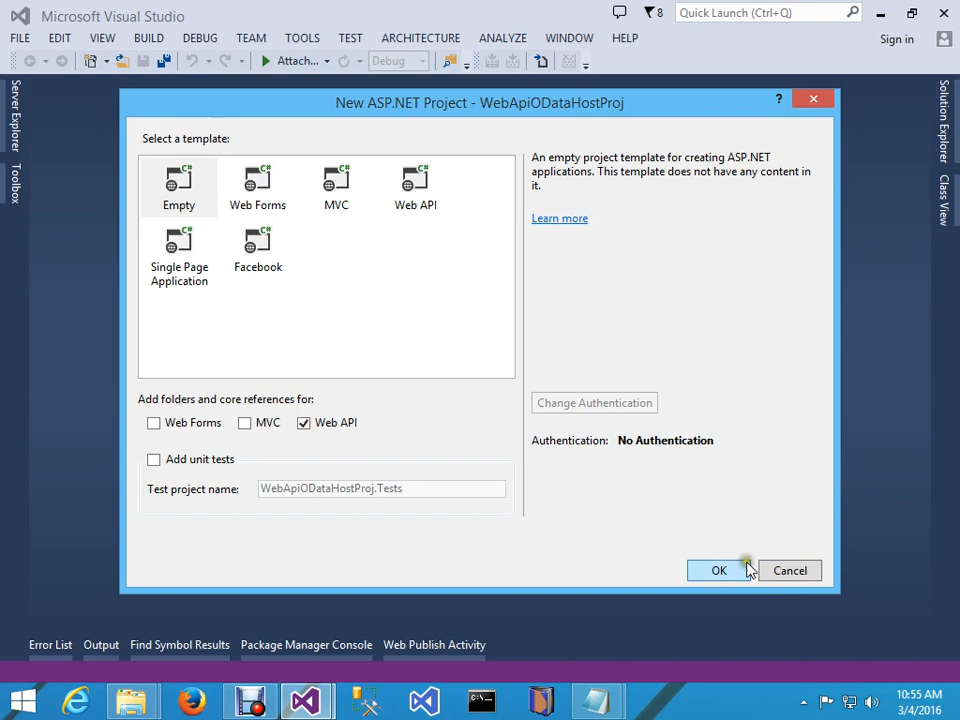 Microsoft Visual Studio
8
Quick Launch (Ctrl+Q)
FILE EDIT VIEW BUILD DEBUG TEAM TOOLS TEST ARCHITECTURE ANALYZE WINDOW HELP
Sign in
Attach...
Debug
Server Explorer
Toolbox
Solution Explorer
Class View
New ASP.NET Project - WebApiODataHostProj
?
Select a template:
C# C# C# C#
Empty Web Forms MVC Web API
C# C#
Single Page
Application
Facebook
An empty project template for creating ASP.NET
applications. This template does not have any content in
it.
Learn more
Add folders and core references for:
Web Forms MVC Web API
Add unit tests
Test project name: WebApiODataHostProj.Tests
Change Authentication
Authentication: No Authentication
OK Cancel
Error List Output Find Symbol Results Package Manager Console Web Publish Activity
C:\
10:55 AM
3/4/2016